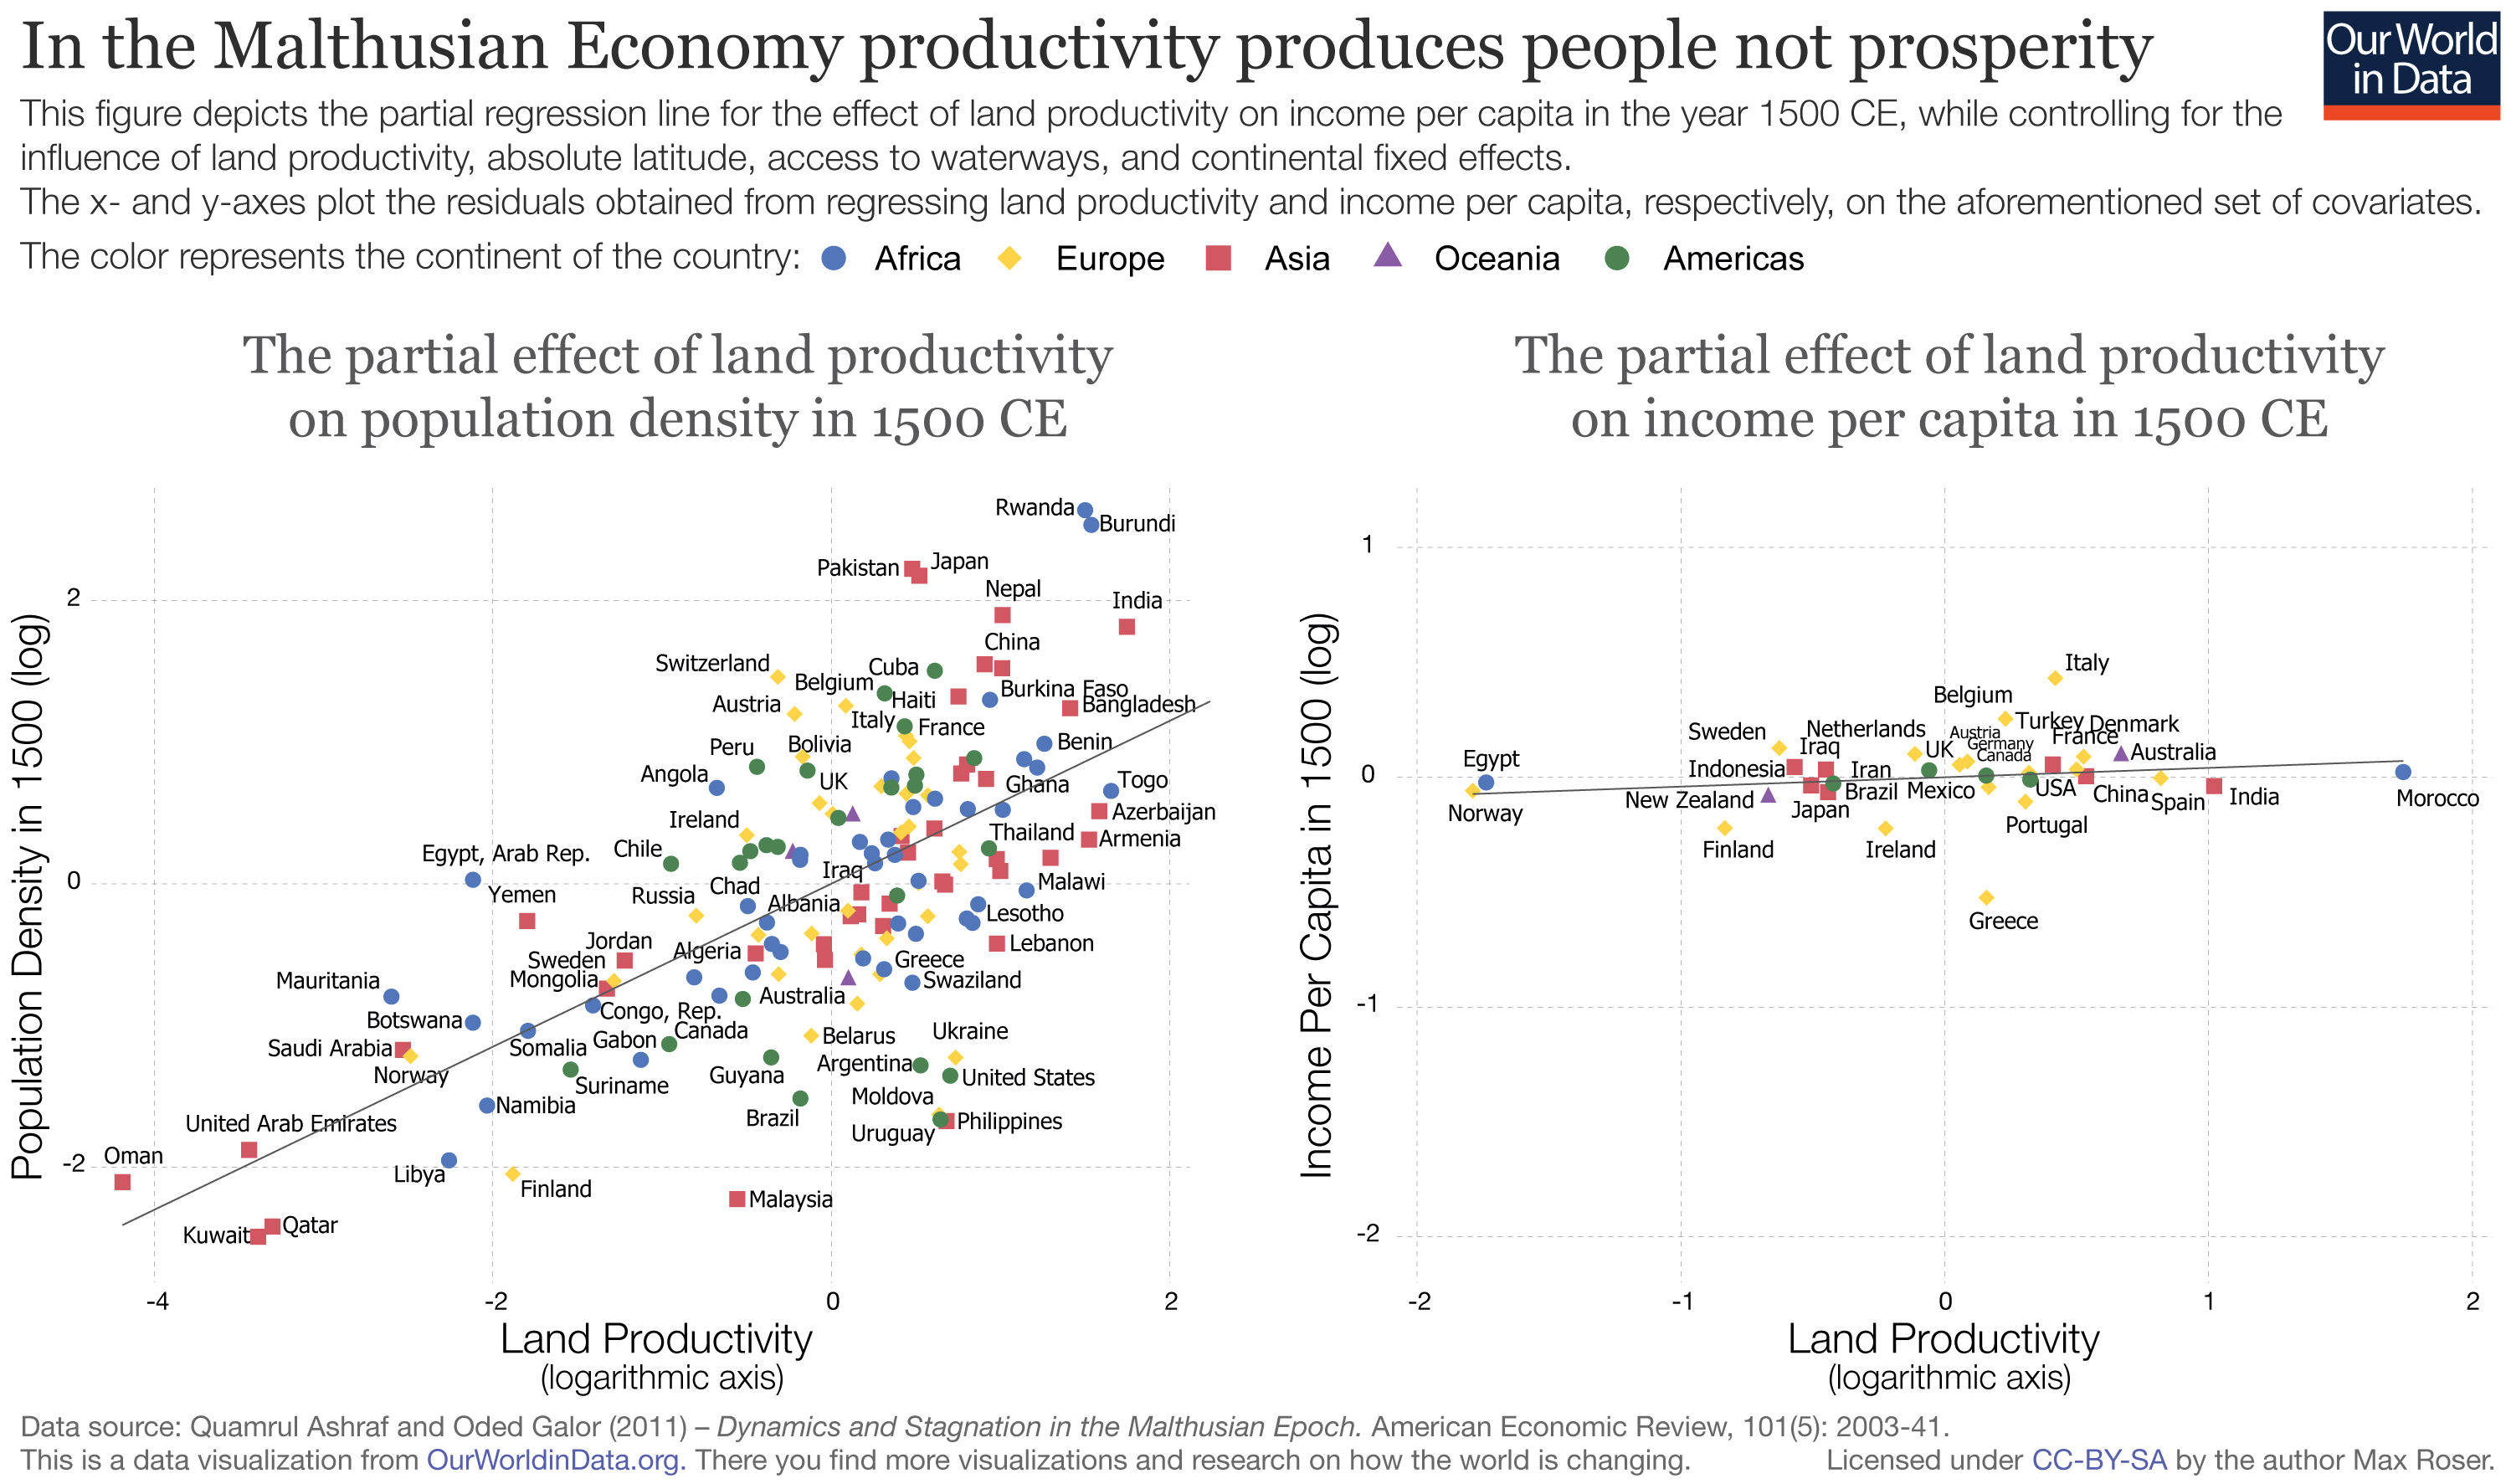 In the Malthusian Economy productivity produces people not prosperity
Our World
in Data
This figure depicts the partial regression line for the effect of land productivity on income per capita in the year 1500 CE, while controlling for the
influence of land productivity, absolute latitude, access to waterways, and continental fixed effects.
The x- and y-axes plot the residuals obtained from regressing land productivity and income per capita, respectively, on the aforementioned set of covariates.
The color represents the continent of the country: Africa Europe Asia Oceania Americas
The partial effect of land productivity
on population density in 1500 CE
Population Density in 1500 (log)
2
0
-2
Rwanda
Burundi
Pakistan
Japan
Nepal
India
China
Switzerland
Cuba
Belgium
Haiti
Burkina Faso
Bangladesh
Austria
Italy
France
Peru
Bolivia
Benin
Angola
UK
Ghana
Togo
Ireland
Azerbaijan
Thailand
Armenia
Egypt, Arab Rep.
Chile
Iraq
Yemen
Chad
Malawi
Russia
Albania
Lesotho
Jordan
Sweden
Algeria
Lebanon
Mongolia
Greece
Mauritania
Swaziland
Australia
Congo, Rep.
Botswana
Canada
Saudi Arabia
Somalia
Gabon
Belarus
Ukraine
Norway
Suriname
Guyana
Argentina
United States
Namibia
Brazil
Moldova
Philippines
United Arab Emirates
Uruguay
Oman
Libya
Finland
Malaysia
Kuwait
Qatar
-4
-2
0
2
Land Productivity
(logarithmic axis)
The partial effect of land productivity
on income per capita in 1500 CE
Income Per Capita in 1500 (log)
1
0
-1
-2
Italy
Belgium
Sweden
Netherlands
Austria
Turkey
Denmark
Egypt
Iraq
UK
Germany
France
Canada
Australia
Indonesia
Iran
New Zealand
Japan
Brazil
Mexico
USA
China
Spain
India
Morocco
Norway
Portugal
Finland
Ireland
Greece
-2
-1
0
1
2
Land Productivity
(logarithmic axis)
Data source: Quamrul Ashraf and Oded Galor (2011) – Dynamics and Stagnation in the Malthusian Epoch. American Economic Review, 101(5): 2003-41.
This is a data visualization from OurWorldinData.org. There you find more visualizations and research on how the world is changing.
Licensed under CC-BY-SA by the author Max Roser.